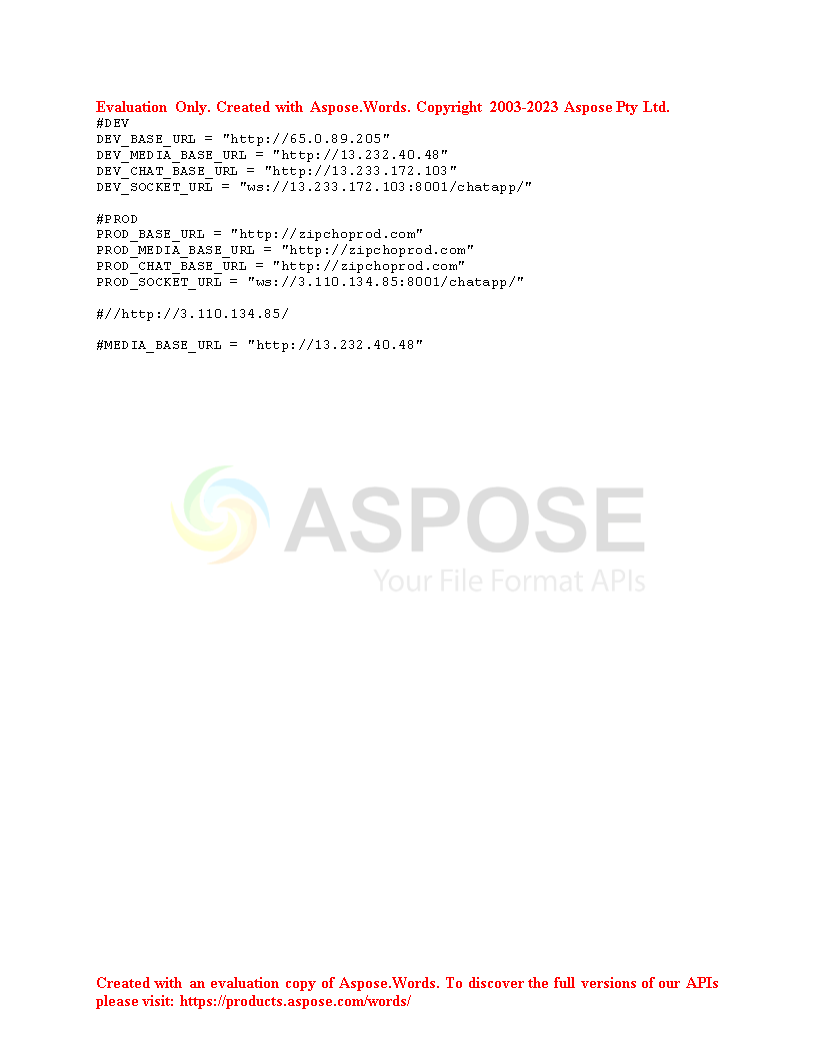 Evaluation Only. Created with Aspose.Words. Copyright 2003-2023 Aspose Pty Ltd.
#DEV
DEV_BASE_URL = "http://65.0.89.205"
DEV_MEDIA_BASE_URL = "http://13.232.40.48"
DEV_CHAT_BASE_URL = "http://13.233.172.103"
DEV_SOCKET_URL = "ws://13.233.172.103:8001/chatapp/"
#PROD
PROD_BASE_URL = "http://zipchoprod.com"
PROD_MEDIA_BASE_URL = "http://zipchoprod.com"
PROD_CHAT_BASE_URL = "http://zipchoprod.com"
PROD_SOCKET_URL = "ws://3.110.134.85:8001/chatapp/"
#//http://3.110.134.85/
#MEDIA_BASE_URL = "http://13.232.40.48"
ASPOSE
Your File Format APIs
Created with an evaluation copy of Aspose.Words. To discover the full versions of our APIs
please visit: https://products.aspose.com/words/